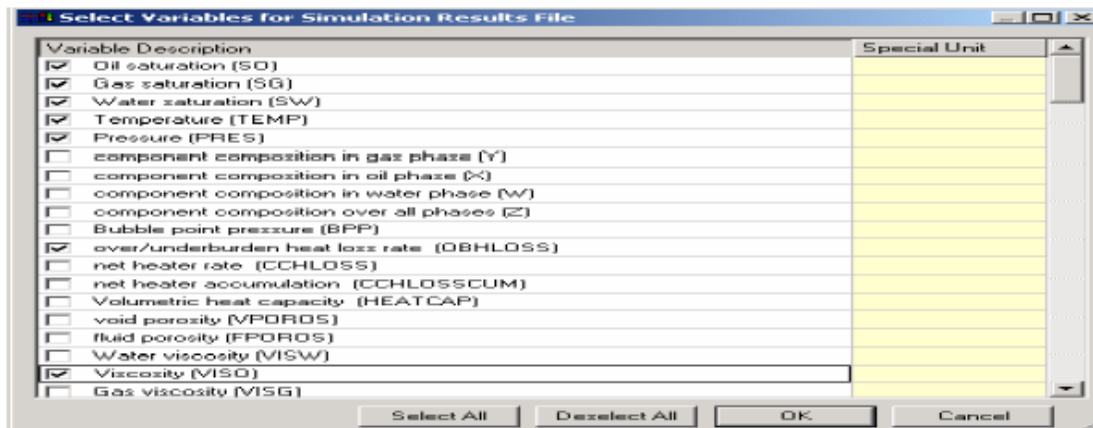 Select Variables for Simulation Results File
Variable Description Special Unit
Oil saturation (SO)
Gas saturation (SG)
Water saturation (SW)
Temperature (TEMP)
Pressure (PRES)
component composition in gas phase (Y)
component composition in oil phase (X)
component composition in water phase (W)
component composition over all phases (Z)
Bubble point pressure (BPP)
over/underburden heat loss rate (OBHLOSS)
net heater rate (CCHLOSS)
net heater accumulation (CCHLOSSCUM)
Volumetric heat capacity (HEATCAP)
void porosity (VPOROS)
fluid porosity (FPOROS)
Water viscosity (VISW)
Viscosity (VISO)
Gas viscosity (VISG)
Select All Deselect All OK Cancel